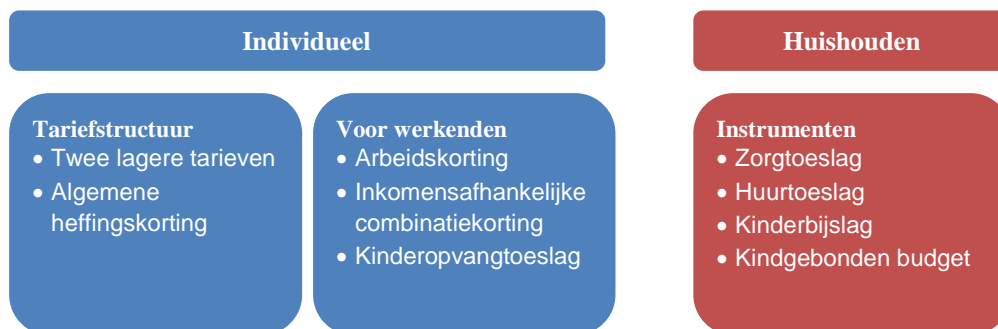 Individueel
Huishouden
Tariefstructuur
• Twee lagere tarieven
• Algemene
heffingskorting
Voor werkenden
• Arbeidskorting
• Inkomensafhankelijke
combinatiekorting
• Kinderopvangtoeslag
Instrumenten
• Zorgtoeslag
• Huurtoeslag
• Kinderbijslag
• Kindgebonden budget